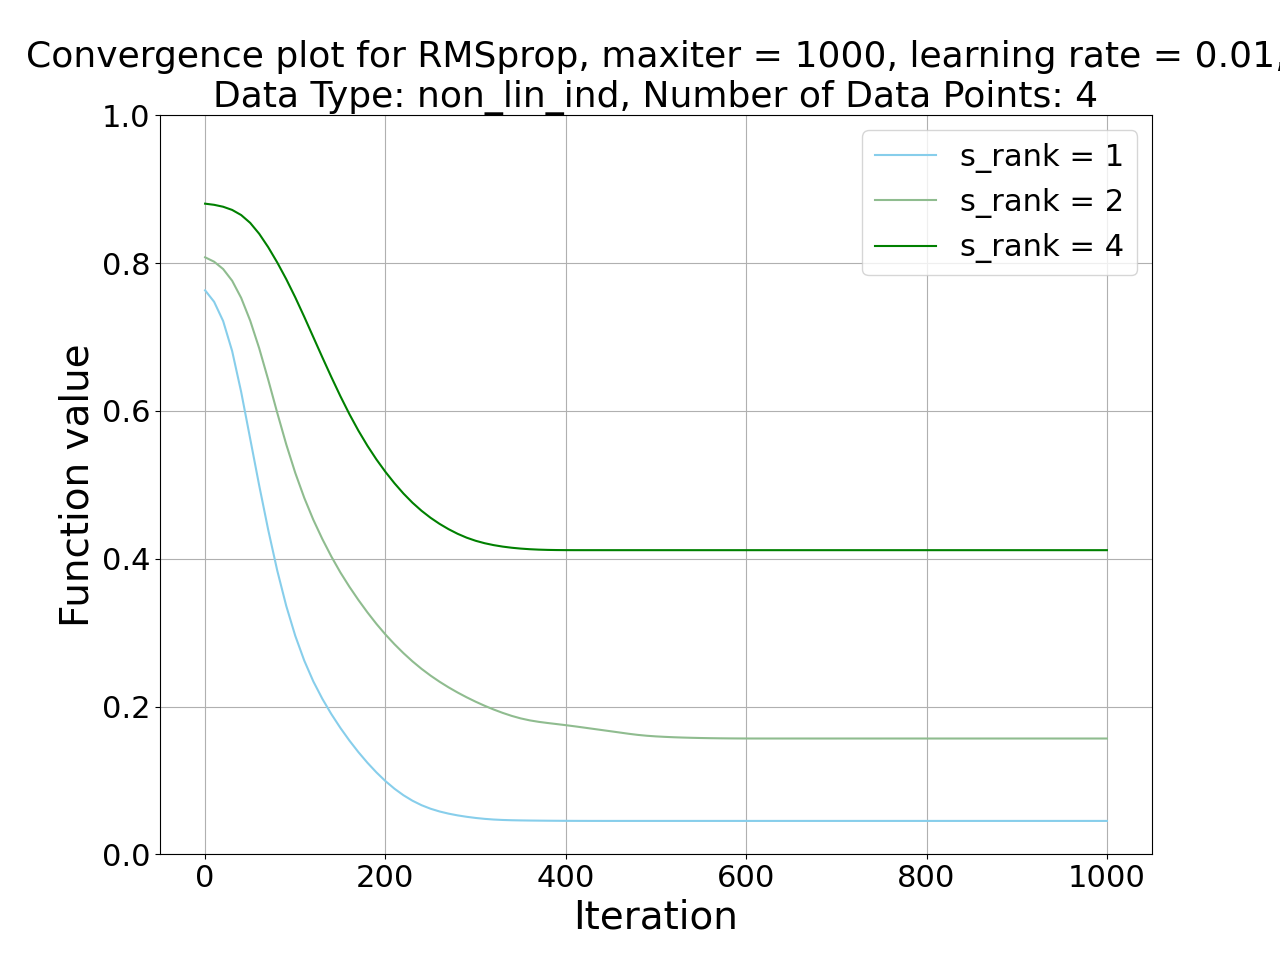 Convergence plot for RMSprop, maxiter = 1000, learning rate = 0.01,
Data Type: non_lin_ind, Number of Data Points: 4
1.0
0.8
0.6
0.4
0.2
0.0
Function value
s_rank = 1
s_rank = 2
s_rank = 4
0 200 400 600 800 1000
Iteration